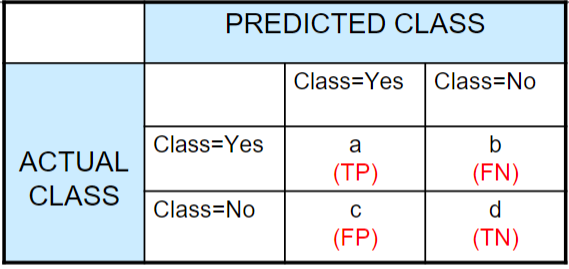 PREDICTED CLASS
Class=Yes Class=No
ACTUAL
CLASS
Class=Yes a b
(TP) (FN)
Class=No c d
(FP) (TN)